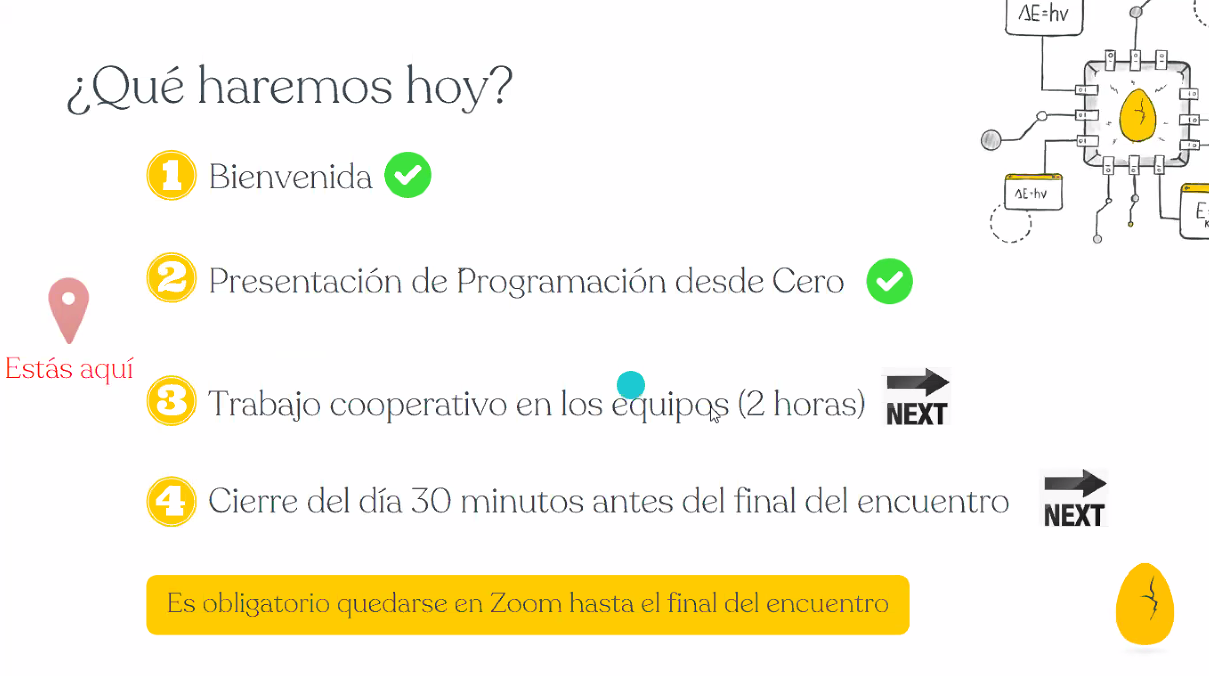 ΔE=hv
¿Qué haremos hoy?
1 Bienvenida
ΔE=hv
E=
K
2 Presentación de Programación desde Cero
Estás aquí
3 Trabajo cooperativo en los equipos (2 horas)
NEXT
4 Cierre del día 30 minutos antes del final del encuentro
NEXT
Es obligatorio quedarse en Zoom hasta el final del encuentro